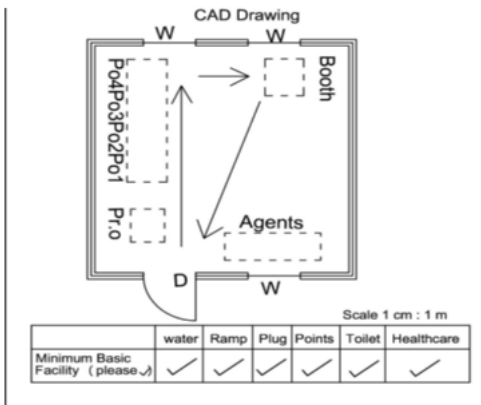 CAD Drawing
W W
Po4Po3Po2Po1
Booth
Pr.o
Agents
D
W
Scale 1 cm : 1 m
water Ramp Plug Points Toilet Healthcare
Minimum Basic
Facility ( please ✓) ✓ ✓ ✓ ✓ ✓ ✓